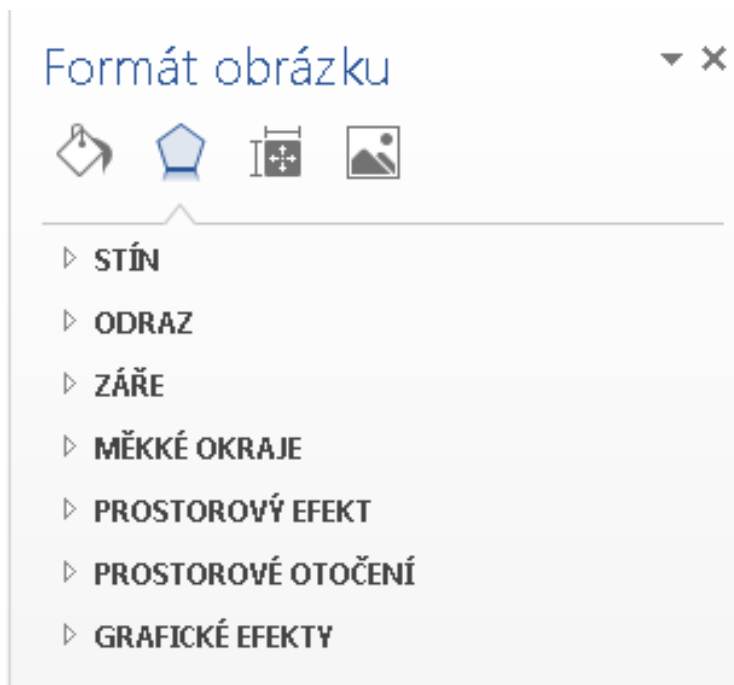 Formát obrázku
STÍN
ODRAZ
ZÁŘE
MĚKKÉ OKRAJE
PROSTOROVÝ EFEKT
PROSTOROVÉ OTOČENÍ
GRAFICKÉ EFEKTY